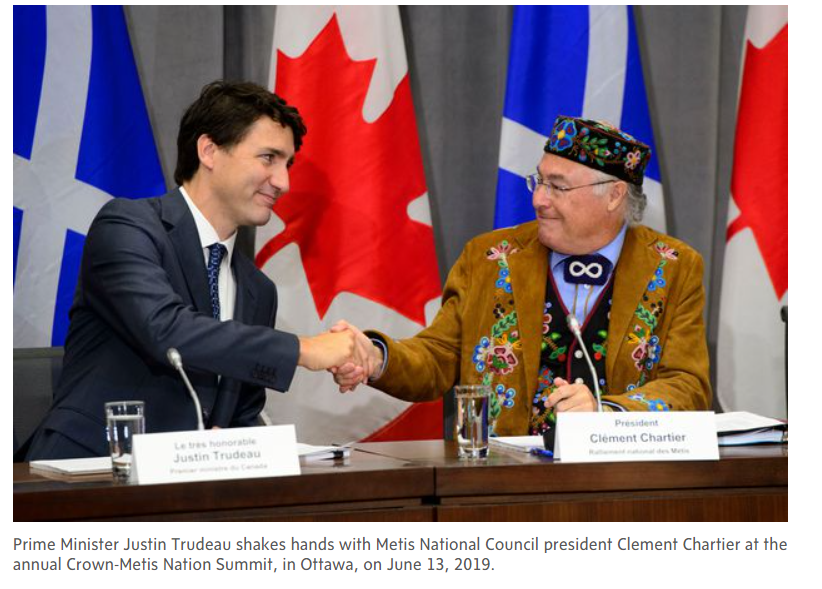 Le très honorable
Justin Trudeau
Premier ministre du Canada
Président
Clément Chartier
Ralliement national des Métis
Prime Minister Justin Trudeau shakes hands with Metis National Council president Clement Chartier at the
annual Crown-Metis Nation Summit, in Ottawa, on June 13, 2019.